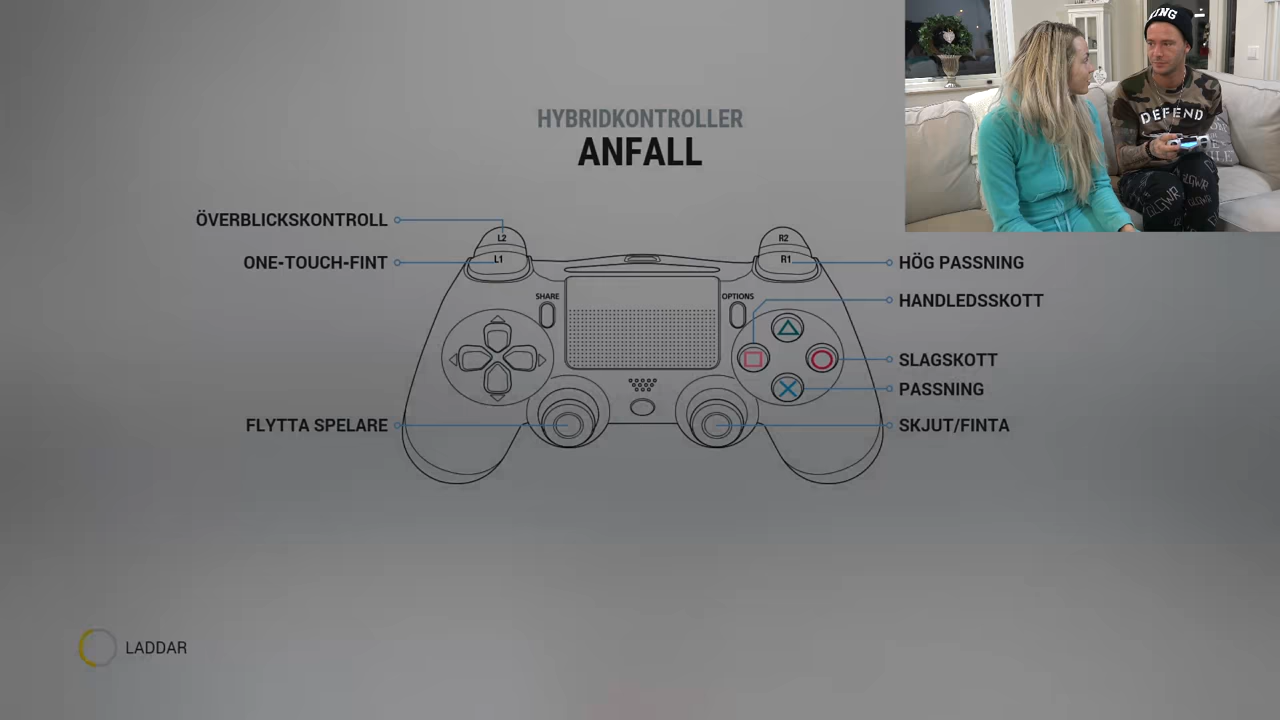 HYBRIDKONTROLLER
ANFALL
ÖVERBLICKSKONTROLL
ONE-TOUCH-FINT
FLYTTA SPELARE
L2
L1
SHARE
OPTIONS
R2
R1
HÖG PASSNING
HANDLEDSSKOTT
SLAGSKOTT
PASSNING
SKJUT/FINTA
LADDAR
DEFEND